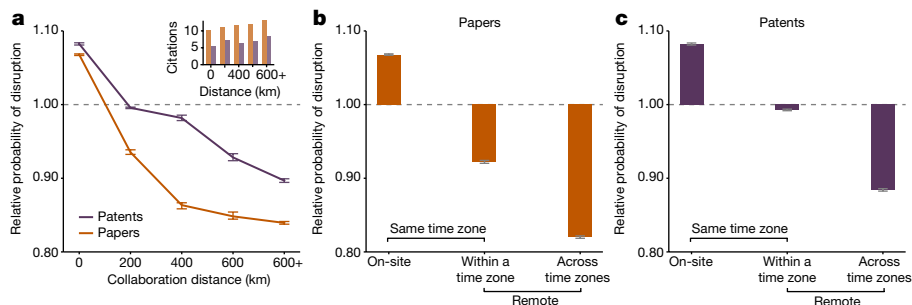 a
Relative probability of disruption
1.10
1.00
0.90
0.80
Citations
10
5
0
0 400 600+
Distance (km)
Patents
Papers
0 200 400 600 600+
Collaboration distance (km)
b
Papers
Relative probability of disruption
1.10
1.00
0.90
0.80
Same time zone
On-site Within a Across
time zone time zones
Remote
c
Patents
Relative probability of disruption
1.10
1.00
0.90
0.80
Same time zone
On-site Within a Across
time zone time zones
Remote